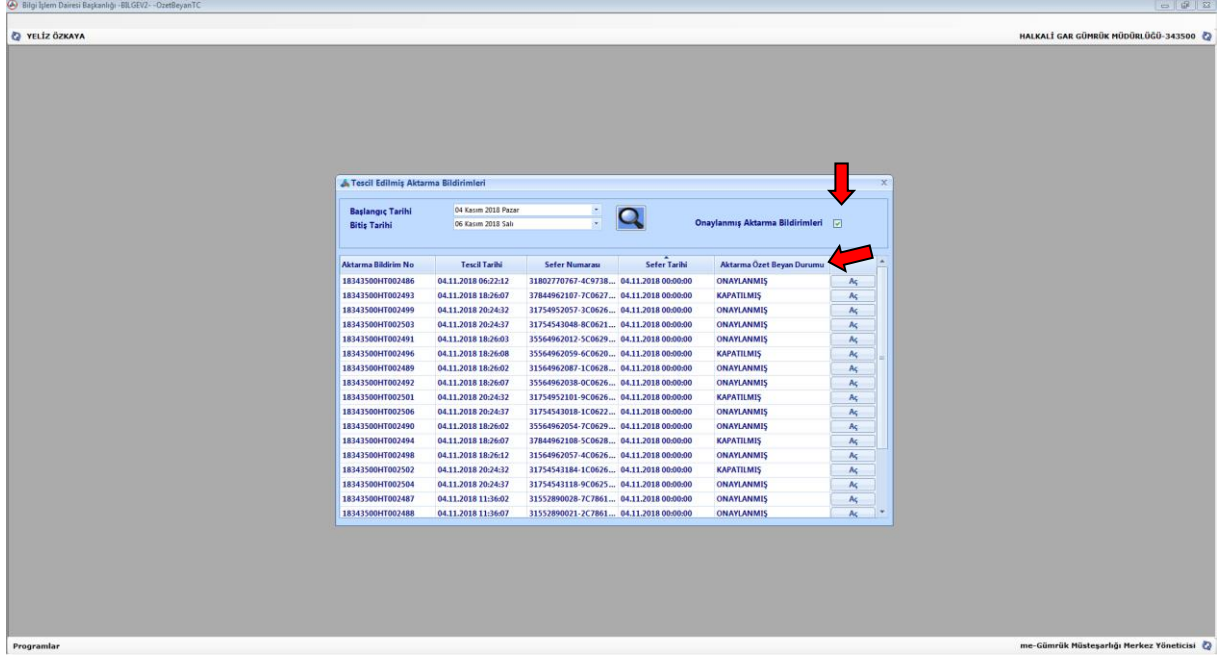 Bilgi İşlem Dairesi Başkanlığı -BİLGEV2- -OzetBeyanTC
YELİZ ÖZKAYA
HALKALİ GAR GÜMRÜK MÜDÜRLÜĞÜ-343500
Tescil Edilmiş Aktarma Bildirimleri
Başlangıç Tarihi 04 Kasım 2018 Pazar
Bitiş Tarihi 06 Kasım 2018 Salı
Onaylanmış Aktarma Bildirimleri
Aktarma Bildirim No Tescil Tarihi Sefer Numarası Sefer Tarihi Aktarma Özet Beyan Durumu
18343500HT002486 04.11.2018 06:22:12 31802770767-4C9738... 04.11.2018 00:00:00 ONAYLANMIŞ Aç
18343500HT002493 04.11.2018 18:26:07 37844962107-7C0627... 04.11.2018 00:00:00 KAPATILMIŞ Aç
18343500HT002499 04.11.2018 20:24:32 31754952057-3C0626... 04.11.2018 00:00:00 ONAYLANMIŞ Aç
18343500HT002503 04.11.2018 20:24:37 31754543048-8C0621... 04.11.2018 00:00:00 ONAYLANMIŞ Aç
18343500HT002491 04.11.2018 18:26:03 35564962012-5C0629... 04.11.2018 00:00:00 ONAYLANMIŞ Aç
18343500HT002496 04.11.2018 18:26:08 35564962059-6C0620... 04.11.2018 00:00:00 KAPATILMIŞ Aç
18343500HT002489 04.11.2018 18:26:02 31564962087-1C0628... 04.11.2018 00:00:00 ONAYLANMIŞ Aç
18343500HT002492 04.11.2018 18:26:07 35564962038-0C0626... 04.11.2018 00:00:00 ONAYLANMIŞ Aç
18343500HT002501 04.11.2018 20:24:32 31754952101-9C0626... 04.11.2018 00:00:00 KAPATILMIŞ Aç
18343500HT002506 04.11.2018 20:24:37 31754543018-1C0622... 04.11.2018 00:00:00 ONAYLANMIŞ Aç
18343500HT002490 04.11.2018 18:26:02 35564962054-7C0629... 04.11.2018 00:00:00 ONAYLANMIŞ Aç
18343500HT002494 04.11.2018 18:26:07 37844962108-5C0628... 04.11.2018 00:00:00 KAPATILMIŞ Aç
18343500HT002498 04.11.2018 18:26:12 31564962057-4C0626... 04.11.2018 00:00:00 ONAYLANMIŞ Aç
18343500HT002502 04.11.2018 20:24:32 31754543184-1C0626... 04.11.2018 00:00:00 KAPATILMIŞ Aç
18343500HT002504 04.11.2018 20:24:37 31754543118-9C0625... 04.11.2018 00:00:00 ONAYLANMIŞ Aç
18343500HT002487 04.11.2018 11:36:02 31552890028-7C7861... 04.11.2018 00:00:00 ONAYLANMIŞ Aç
18343500HT002488 04.11.2018 11:36:07 31552890021-2C7861... 04.11.2018 00:00:00 ONAYLANMIŞ Aç
Programlar
me-Gümrük Müsteşarlığı Merkez Yöneticisi